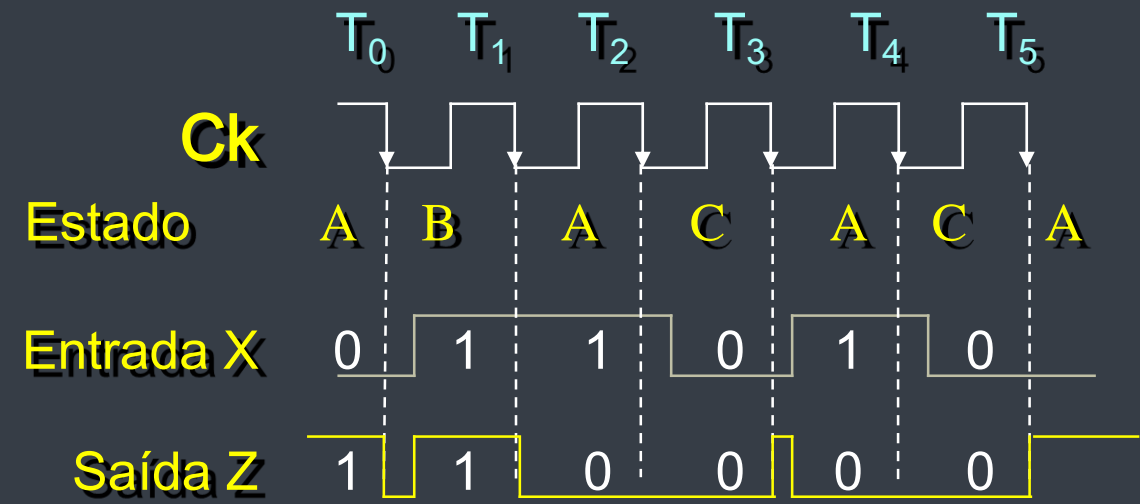 T0 T1 T2 T3 T4 T5
Ck
Estado A B A C A C A
Entrada X 0 1 1 0 1 0
Saída Z 1 1 0 0 0 0